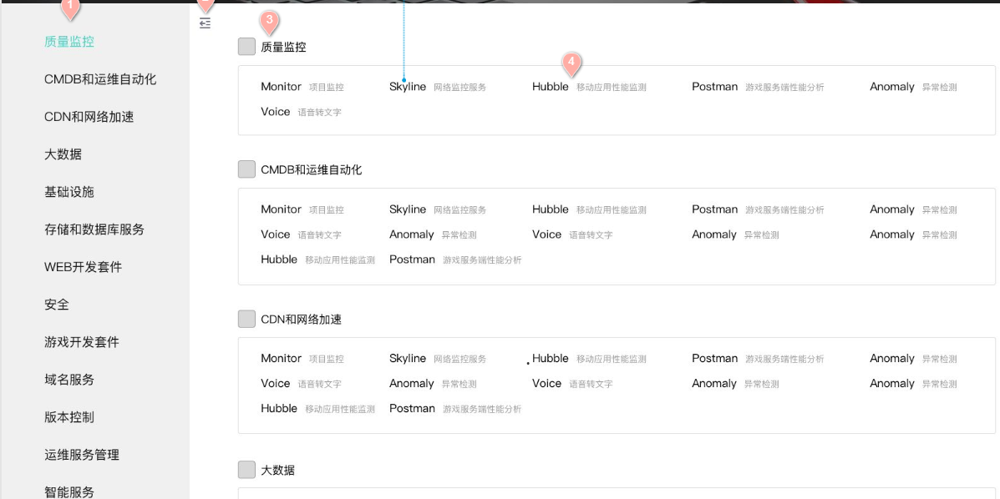 1
2
3
质量监控
CMDB和运维自动化
CDN和网络加速
大数据
基础设施
存储和数据库服务
WEB开发套件
安全
游戏开发套件
域名服务
版本控制
运维服务管理
智能服务
质量监控
4
Monitor 项目监控 Skyline 网络监控服务 Hubble 移动应用性能监测 Postman 游戏服务端性能分析 Anomaly 异常检测
Voice 语音转文字
CMDB和运维自动化
Monitor 项目监控 Skyline 网络监控服务 Hubble 移动应用性能监测 Postman 游戏服务端性能分析 Anomaly 异常检测
Voice 语音转文字 Anomaly 异常检测 Voice 语音转文字 Anomaly 异常检测 Anomaly 异常检测
Hubble 移动应用性能监测 Postman 游戏服务端性能分析
CDN和网络加速
Monitor 项目监控 Skyline 网络监控服务 Hubble 移动应用性能监测 Postman 游戏服务端性能分析 Anomaly 异常检测
Voice 语音转文字 Anomaly 异常检测 Voice 语音转文字 Anomaly 异常检测 Anomaly 异常检测
Hubble 移动应用性能监测 Postman 游戏服务端性能分析
大数据